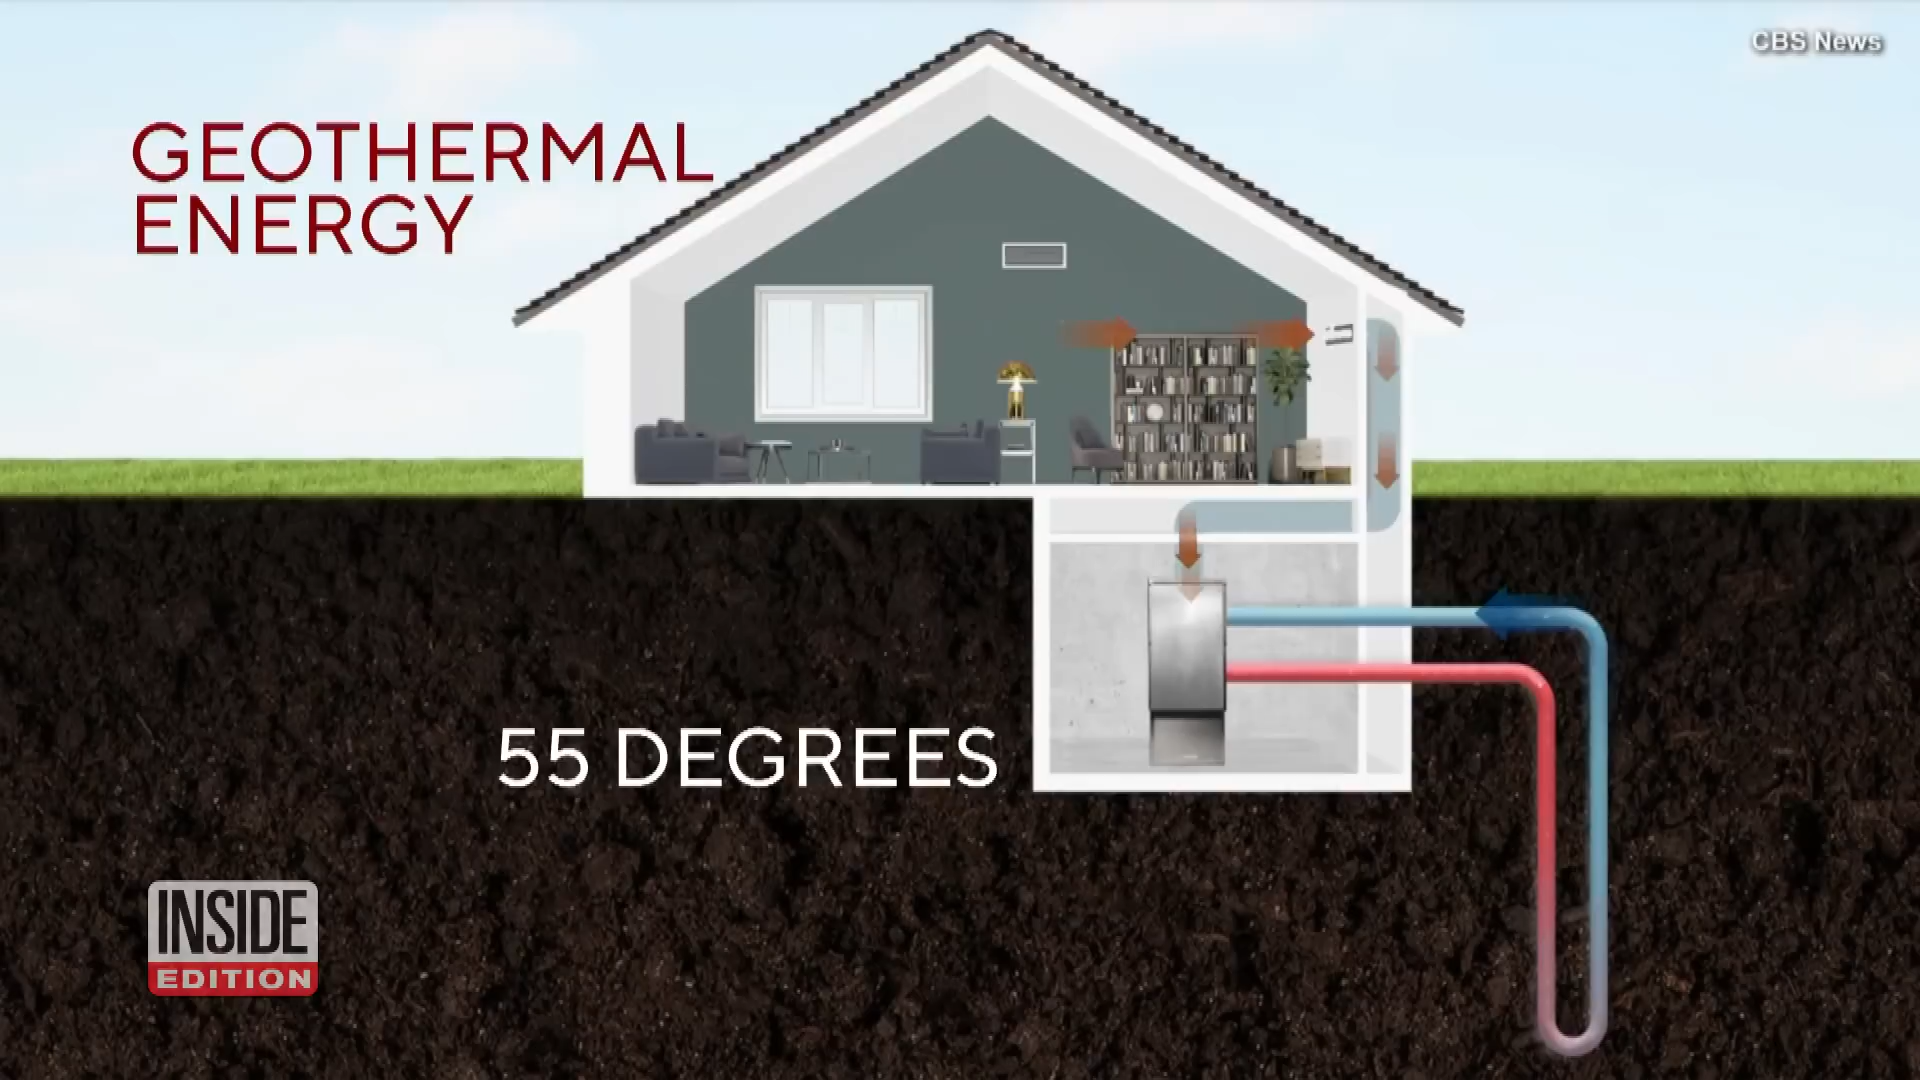 CBS News
GEOTHERMAL
ENERGY
55 DEGREES
INSIDE
EDITION